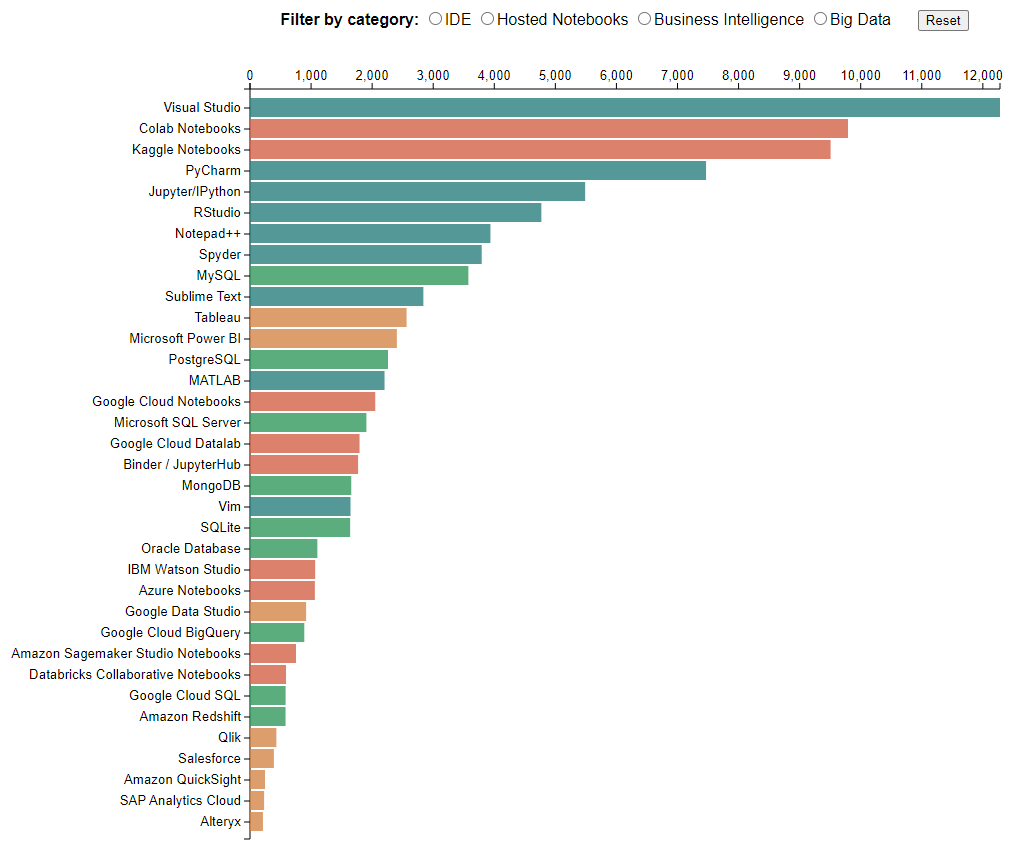 Filter by category: IDE Hosted Notebooks Business Intelligence Big Data Reset
0 1,000 2,000 3,000 4,000 5,000 6,000 7,000 8,000 9,000 10,000 11,000 12,000
Visual Studio
Colab Notebooks
Kaggle Notebooks
PyCharm
Jupyter/IPython
RStudio
Notepad++
Spyder
MySQL
Sublime Text
Tableau
Microsoft Power BI
PostgreSQL
MATLAB
Google Cloud Notebooks
Microsoft SQL Server
Google Cloud Datalab
Binder / JupyterHub
MongoDB
Vim
SQLite
Oracle Database
IBM Watson Studio
Azure Notebooks
Google Data Studio
Google Cloud BigQuery
Amazon Sagemaker Studio Notebooks
Databricks Collaborative Notebooks
Google Cloud SQL
Amazon Redshift
Qlik
Salesforce
Amazon QuickSight
SAP Analytics Cloud
Alteryx